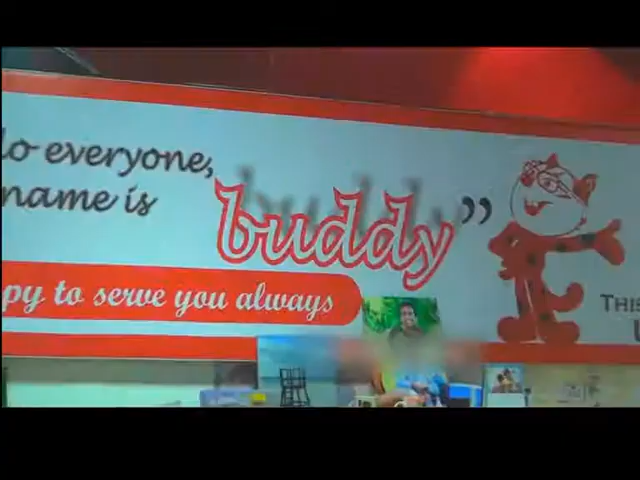 lo everyone,
name is
buddy”
py to serve you always
THIS